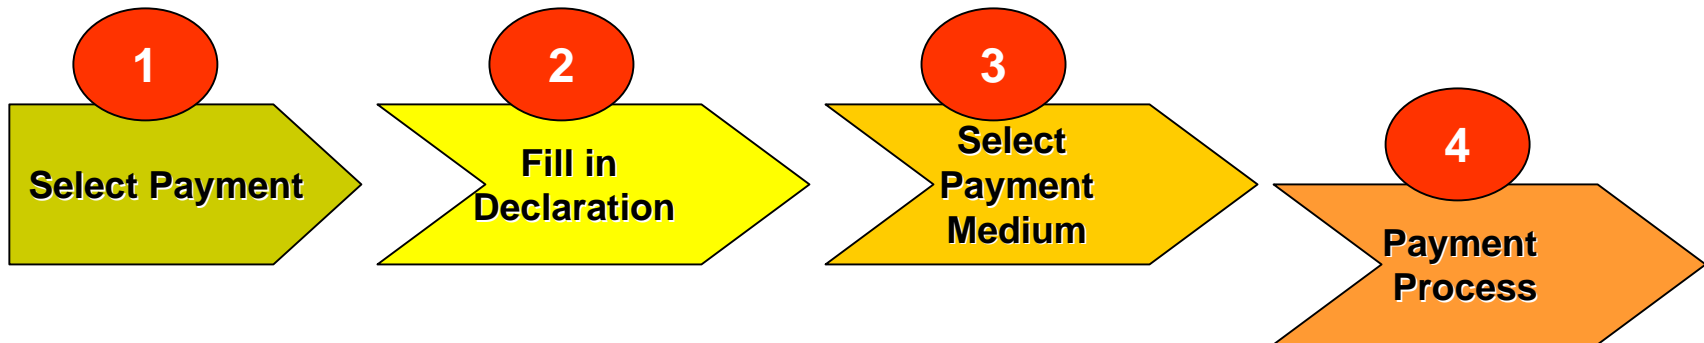 1
Select Payment
2
Fill in
Declaration
3
Select
Payment
Medium
4
Payment
Process